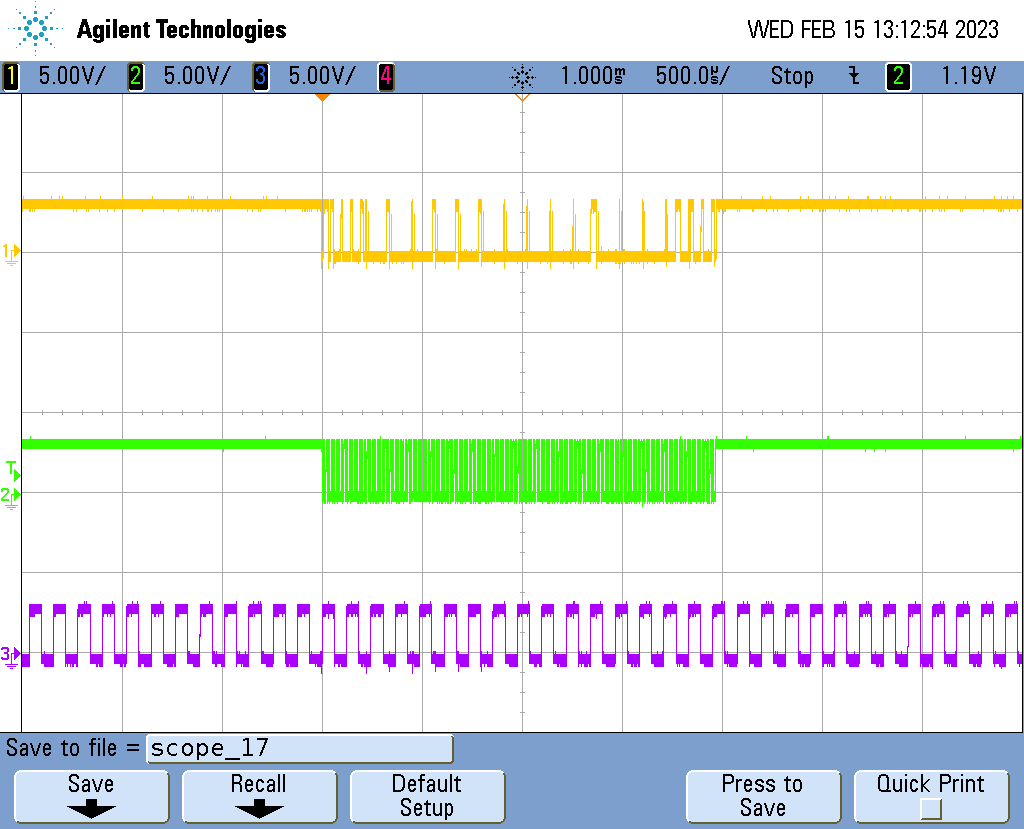 Agilent Technologies
WED FEB 15 13:12:54 2023
1 5.00V/ 2 5.00V/ 3 5.00V/ 4 1.000ms 500.0µs/ Stop 2 1.19V
1
T
2
3
Save to file = scope_17
Save Recall Default Setup Press to Save Quick Print